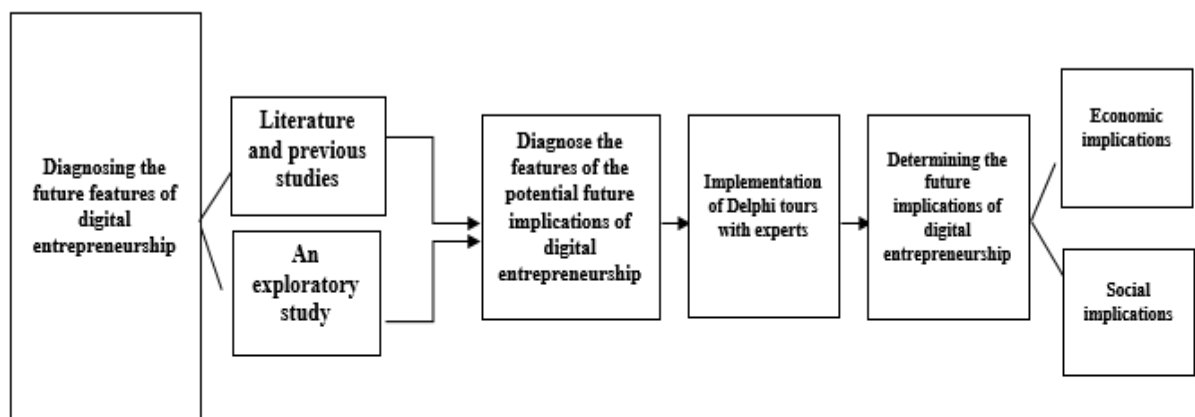 Diagnosing the
future features of
digital
entrepreneurship
Literature
and previous
studies
An
exploratory
study
Diagnose the
features of the
potential future
implications of
digital
entrepreneurship
Implementation
of Delphi tours
with experts
Determining the
future
implications of
digital
entrepreneurship
Economic
implications
Social
implications